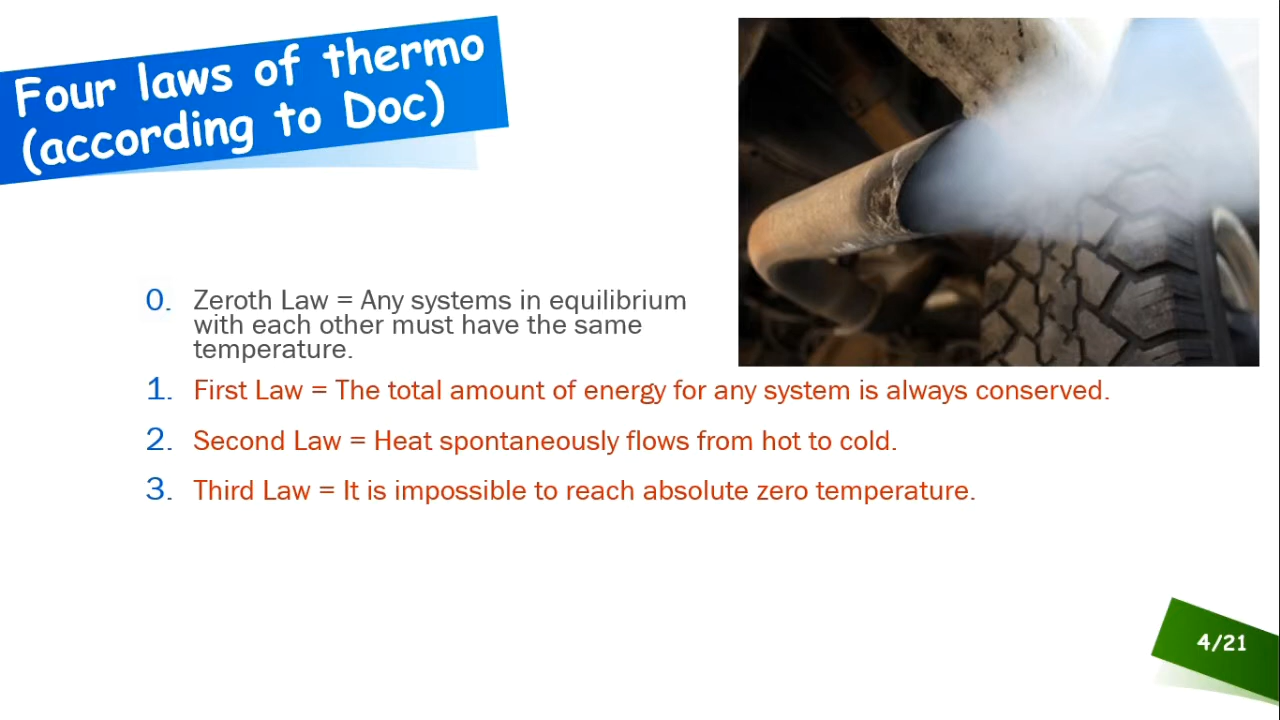 Four laws of thermo
(according to Doc)
0. Zeroth Law = Any systems in equilibrium
with each other must have the same
temperature.
1. First Law = The total amount of energy for any system is always conserved.
2. Second Law = Heat spontaneously flows from hot to cold.
3. Third Law = It is impossible to reach absolute zero temperature.
4/21